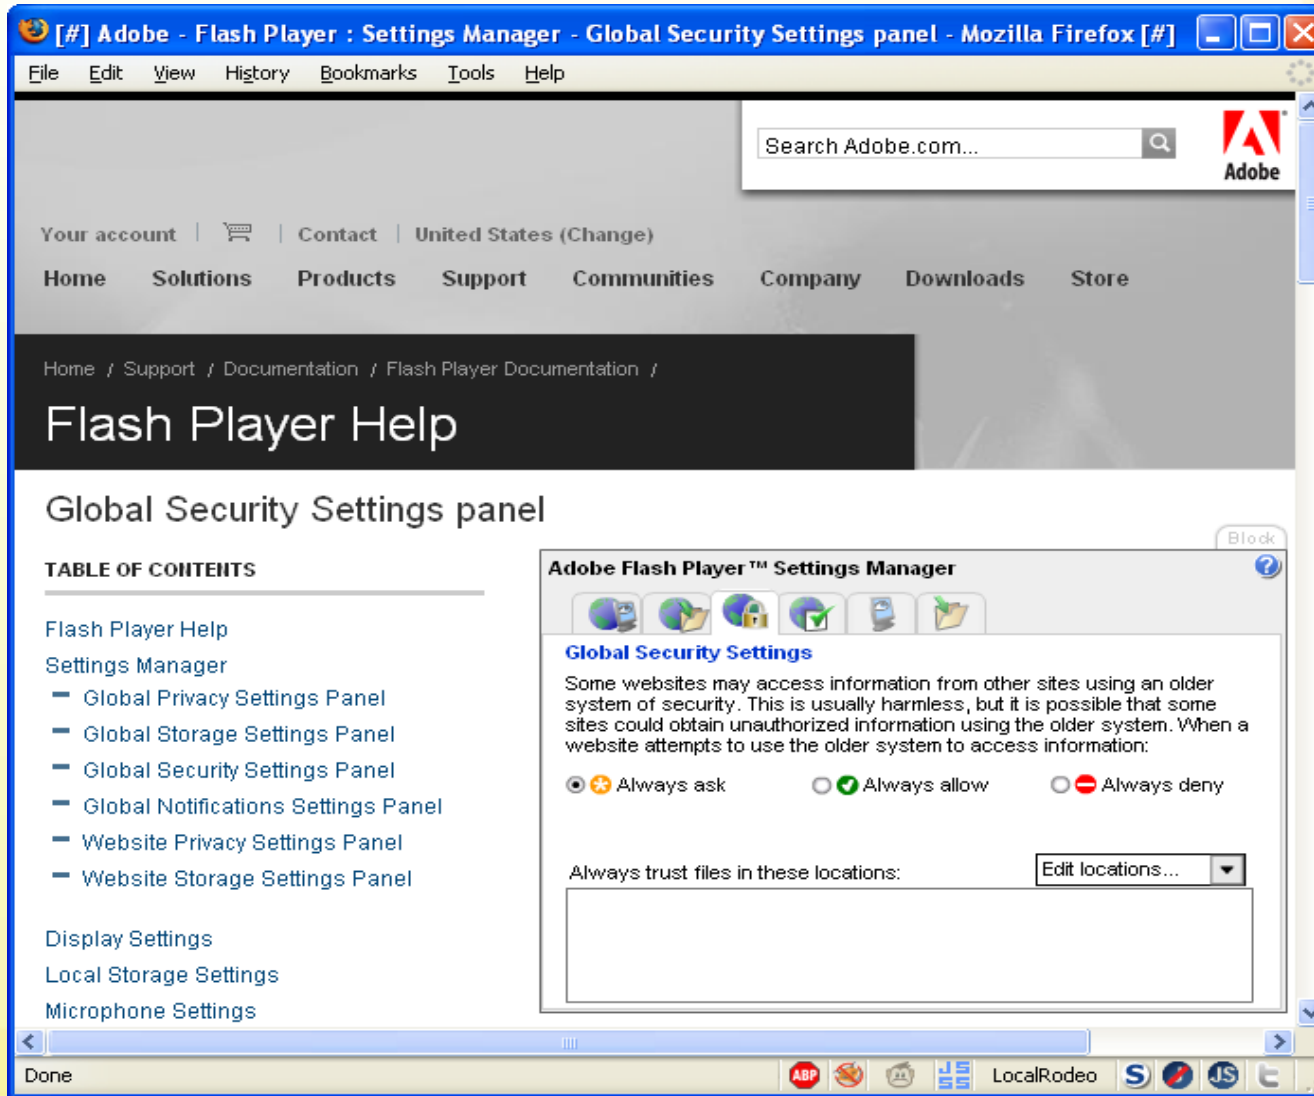 [#] Adobe - Flash Player : Settings Manager - Global Security Settings panel - Mozilla Firefox [#]
File Edit View History Bookmarks Tools Help
Search Adobe.com...
Adobe
Your account | | Contact | United States (Change)
Home Solutions Products Support Communities Company Downloads Store
Home / Support / Documentation / Flash Player Documentation /
Flash Player Help
Global Security Settings panel
Block
TABLE OF CONTENTS
Flash Player Help
Settings Manager
Global Privacy Settings Panel
Global Storage Settings Panel
Global Security Settings Panel
Global Notifications Settings Panel
Website Privacy Settings Panel
Website Storage Settings Panel
Display Settings
Local Storage Settings
Microphone Settings
Adobe Flash Player™ Settings Manager
?
Global Security Settings
Some websites may access information from other sites using an older
system of security. This is usually harmless, but it is possible that some
sites could obtain unauthorized information using the older system. When a
website attempts to use the older system to access information:
Always ask Always allow Always deny
Always trust files in these locations: Edit locations...
Done ABP JSSS LocalRodeo S JS t